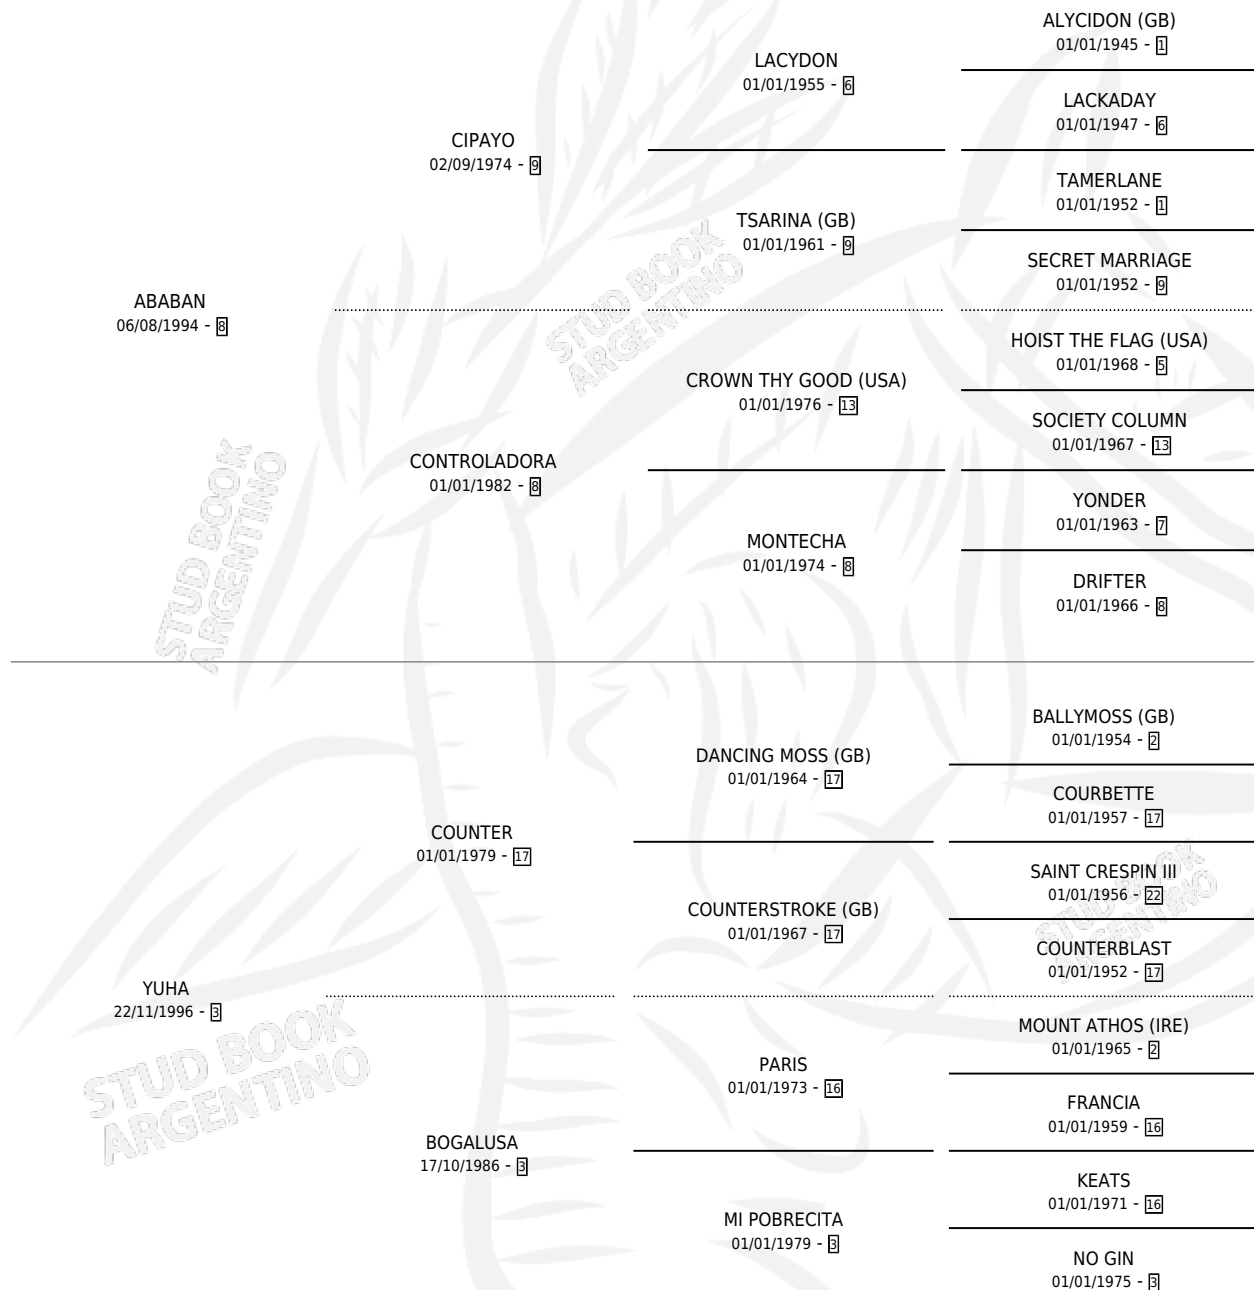 ALYCIDON (GB)
01/01/1945 - 1
LACYDON
01/01/1955 - 6
LACKADAY
01/01/1947 - 6
CIPAYO
02/09/1974 - 9
TAMERLANE
01/01/1952 - 1
TSARINA (GB)
01/01/1961 - 9
SECRET MARRIAGE
01/01/1952 - 9
ABABAN
06/08/1994 - 8
HOIST THE FLAG (USA)
01/01/1968 - 5
CROWN THY GOOD (USA)
01/01/1976 - 13
SOCIETY COLUMN
01/01/1967 - 13
CONTROLADORA
01/01/1982 - 8
YONDER
01/01/1963 - 7
MONTECHA
01/01/1974 - 8
DRIFTER
01/01/1966 - 8
BALLYMOSS (GB)
01/01/1954 - 2
DANCING MOSS (GB)
01/01/1964 - 17
COURBETTE
01/01/1957 - 17
COUNTER
01/01/1979 - 17
SAINT CRESPIN III
01/01/1956 - 22
COUNTERSTROKE (GB)
01/01/1967 - 17
COUNTERBLAST
01/01/1952 - 17
YUHA
22/11/1996 - 3
MOUNT ATHOS (IRE)
01/01/1965 - 2
PARIS
01/01/1973 - 16
FRANCIA
01/01/1959 - 16
BOGALUSA
17/10/1986 - 3
KEATS
01/01/1971 - 16
MI POBRECITA
01/01/1979 - 3
NO GIN
01/01/1975 - 3
STUD BOOK
ARGENTINO
STUD BOOK
ARGENTINO
STUD BOOK
ARGENTINO
STUD BOOK
ARGENTINO